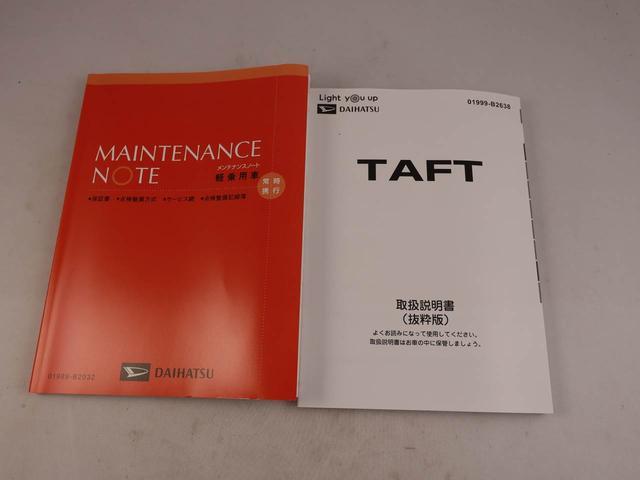 MAINTENANCE
NOTE
メンテナンスノート
軽乗用車
常時
携行
●保証書 ●点検整備方式 ●サービス網 ●点検整備記録簿
01999-B2032
DAIHATSU
Light you up
DAIHATSU
01999-B2638
TAFT
取扱説明書
(抜粋版)
よくお読みになって使用してください。
取扱説明書はお車の中に保管しましょう。